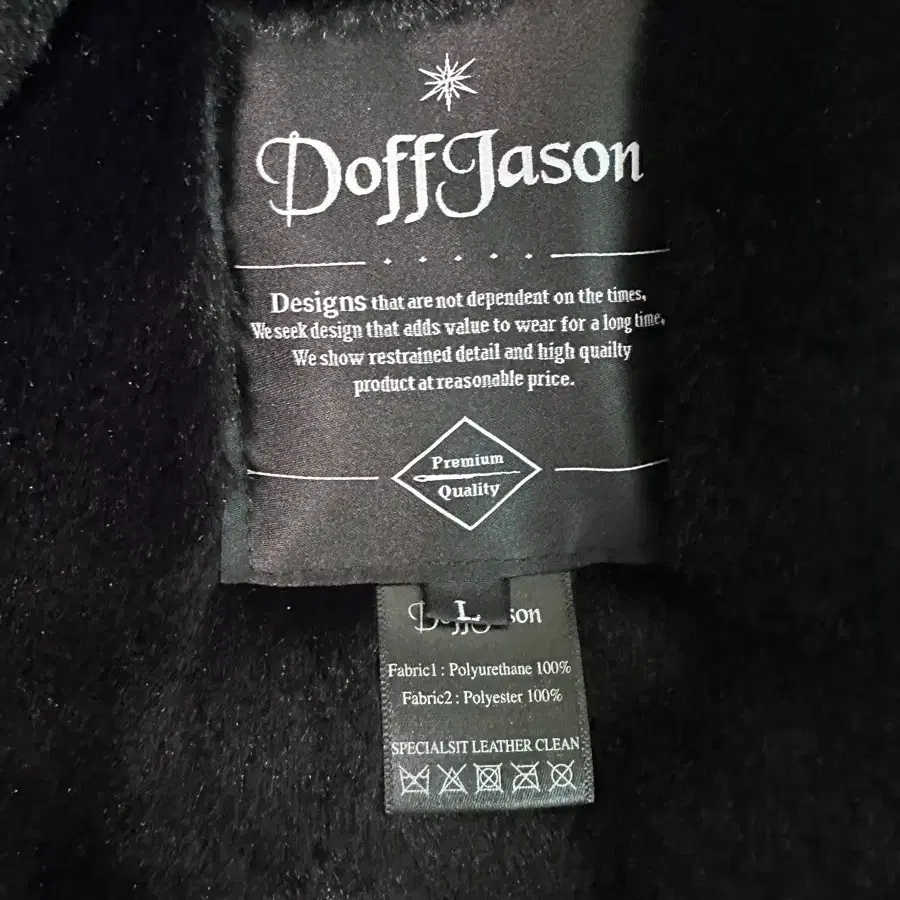 DoffJason
Designs that are not dependent on the times,
We seek design that adds value to wear for a long time,
We show restrained detail and high quailty
product at reasonable price.
Premium
Quality
L
Fabric1 : Polyurethane 100%
Fabric2 : Polyester 100%
SPECIALSIT LEATHER CLEAN